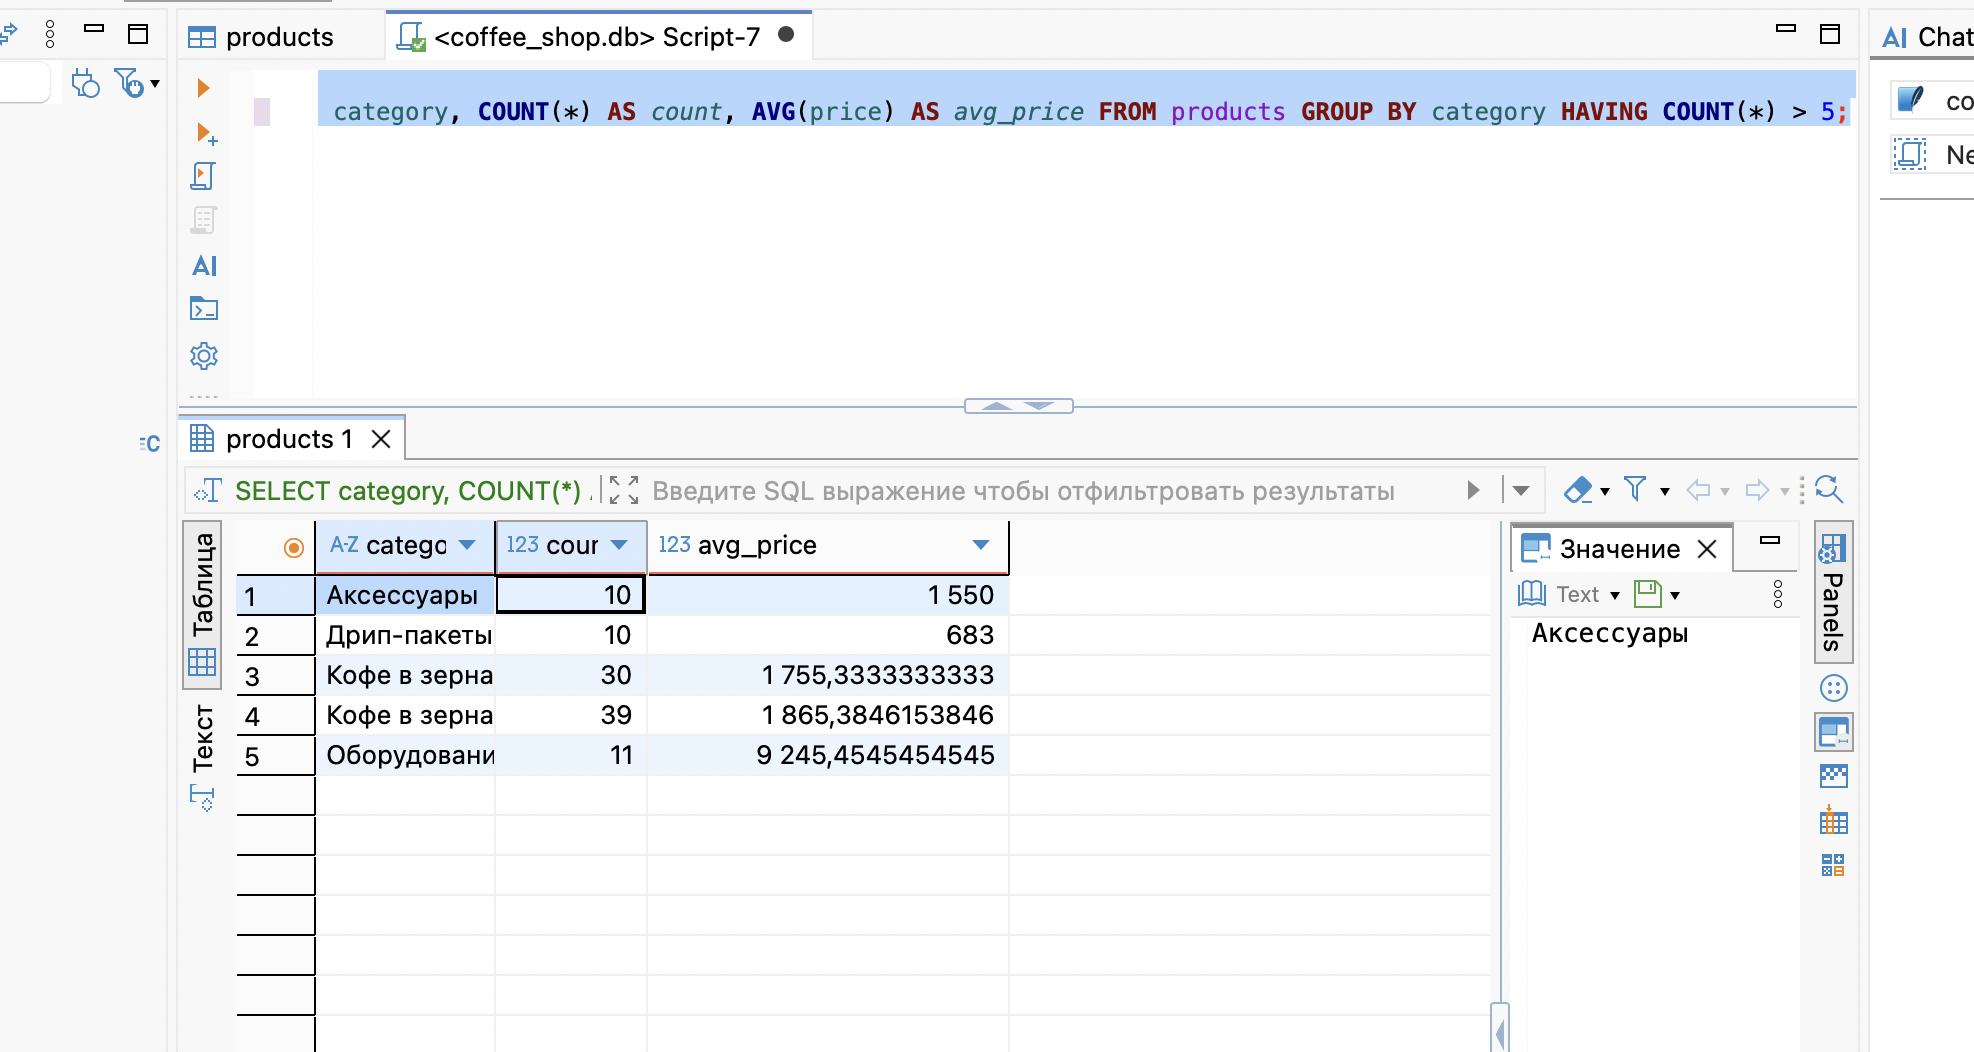 products
<coffee_shop.db> Script-7
AI Chat
category, COUNT(*) AS count, AVG(price) AS avg_price FROM products GROUP BY category HAVING COUNT(*) > 5;
co
Ne
AI
C
products 1
SELECT category, COUNT(*)
Введите SQL выражение чтобы отфильтровать результаты
Таблица
Текст
A-Z catego
123 cour
123 avg_price
1 Аксессуары 10 1 550
2 Дрип-пакеты 10 683
3 Кофе в зерна 30 1 755,3333333333
4 Кофе в зерна 39 1 865,3846153846
5 Оборудовани 11 9 245,4545454545
Значение
Text
Аксессуары
Panels